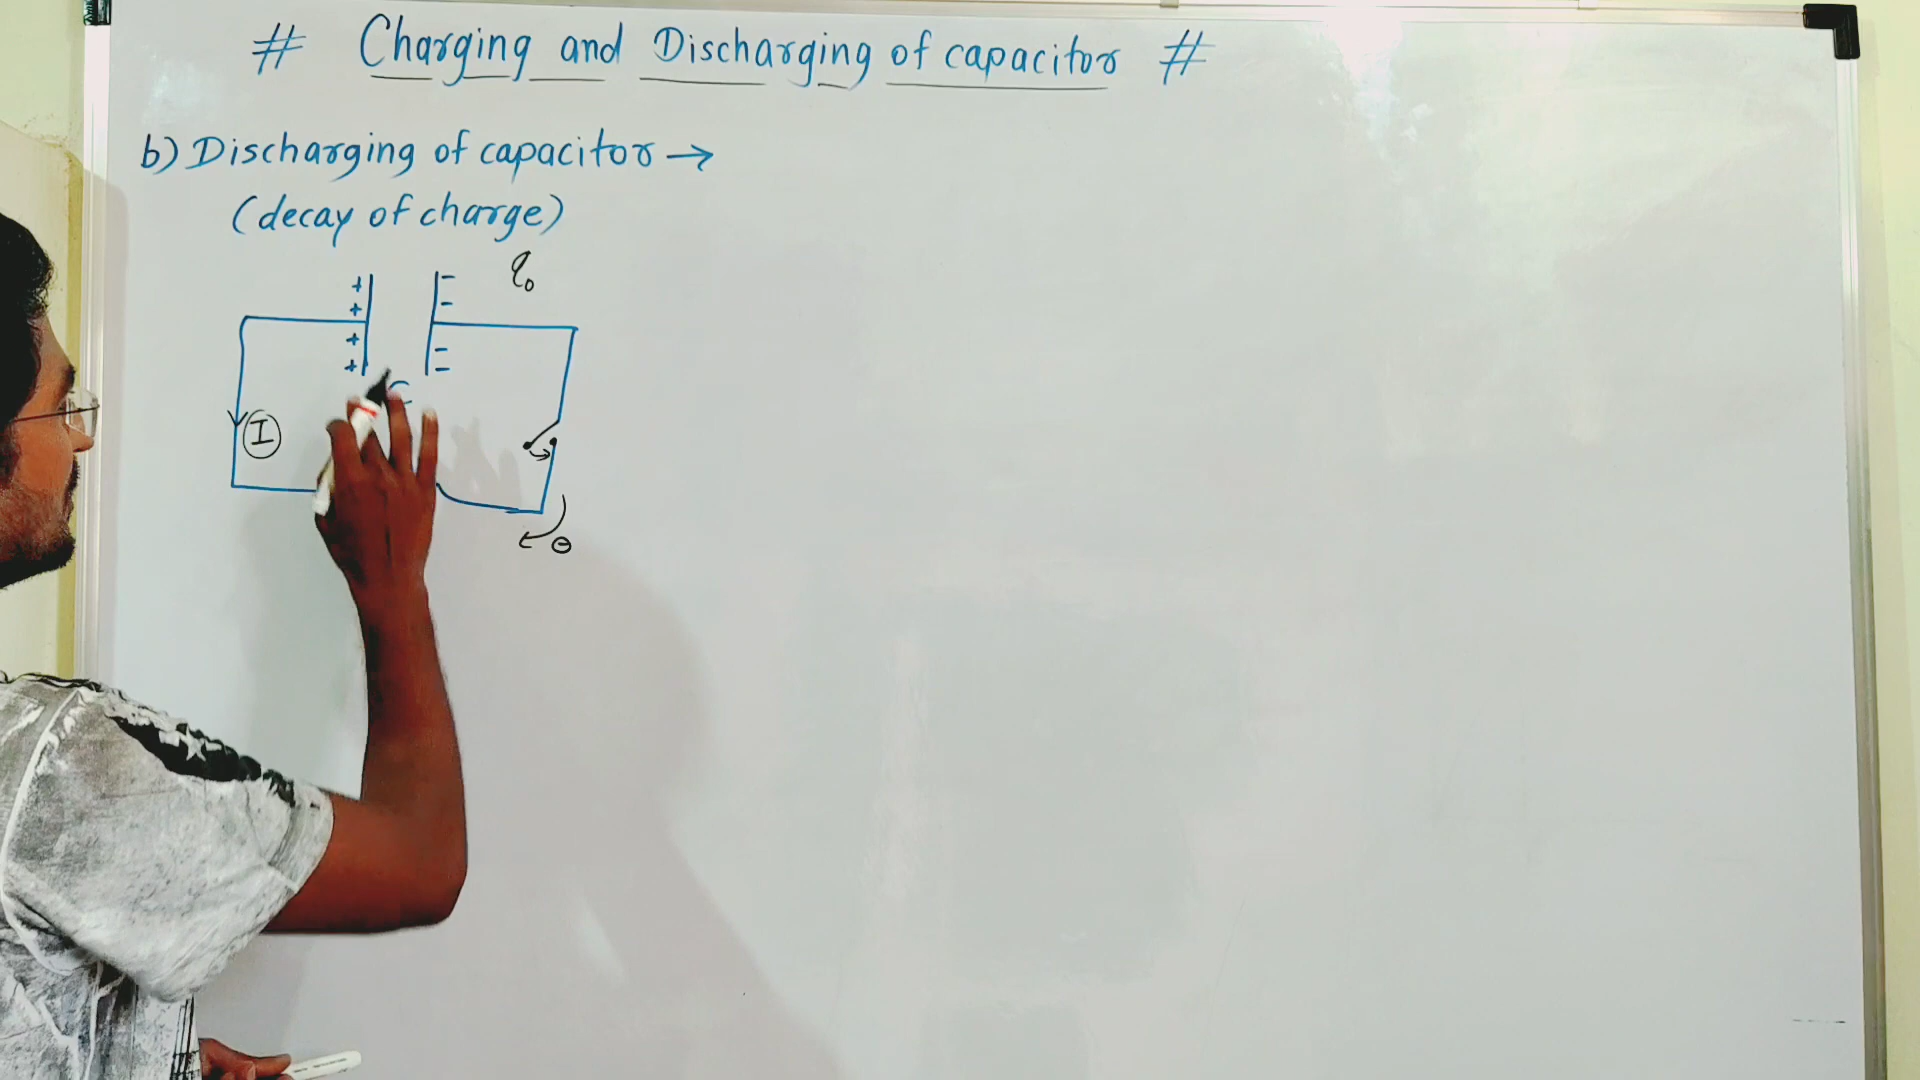 # Charging and Discharging of capacitor #
b) Discharging of capacitor →
(decay of charge)
q₀
+ −
+ −
+ −
+ −
C
I
⊖